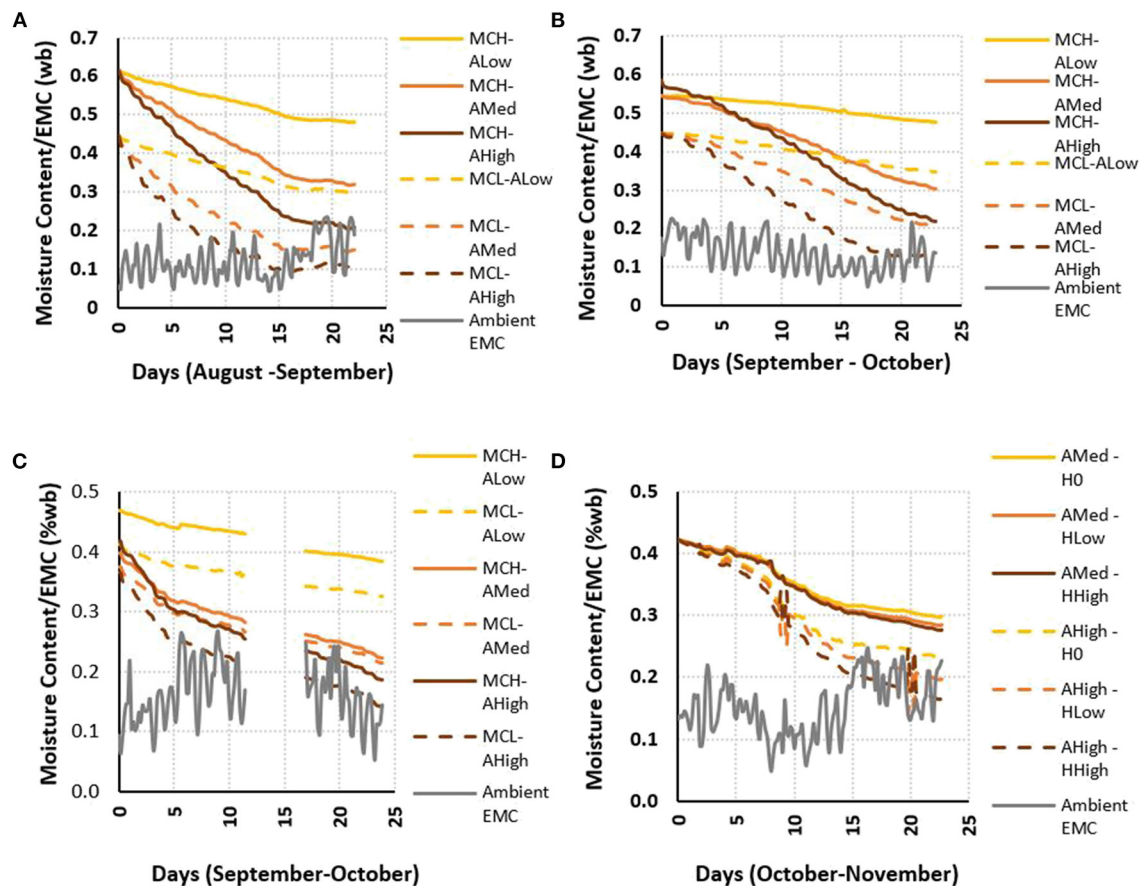 A
Moisture Content/EMC (wb)
0.7
0.6
0.5
0.4
0.3
0.2
0.1
0
0
5
10
15
20
25
Days (August -September)
MCH-
ALow
MCH-
AMed
MCH-
AHigh
MCL-ALow
MCL-
AMed
MCL-
AHigh
Ambient
EMC
B
Moisture Content/EMC (wb)
0.7
0.6
0.5
0.4
0.3
0.2
0.1
0
0
5
10
15
20
25
Days (September - October)
MCH-
ALow
MCH-
AMed
MCH-
AHigh
MCL-ALow
MCL-
AMed
MCL-
AHigh
Ambient
EMC
C
Moisture Content/EMC (%wb)
0.5
0.4
0.3
0.2
0.1
0.0
0
5
10
15
20
25
Days (September-October)
MCH-
ALow
MCL-
ALow
MCH-
AMed
MCL-
AMed
MCH-
AHigh
MCL-
AHigh
Ambient
EMC
D
Moisture Content/EMC (%wb)
0.5
0.4
0.3
0.2
0.1
0.0
0
5
10
15
20
25
Days (October-November)
AMed -
H0
AMed -
HLow
AMed -
HHigh
AHigh -
H0
AHigh -
HLow
AHigh -
HHigh
Ambient
EMC